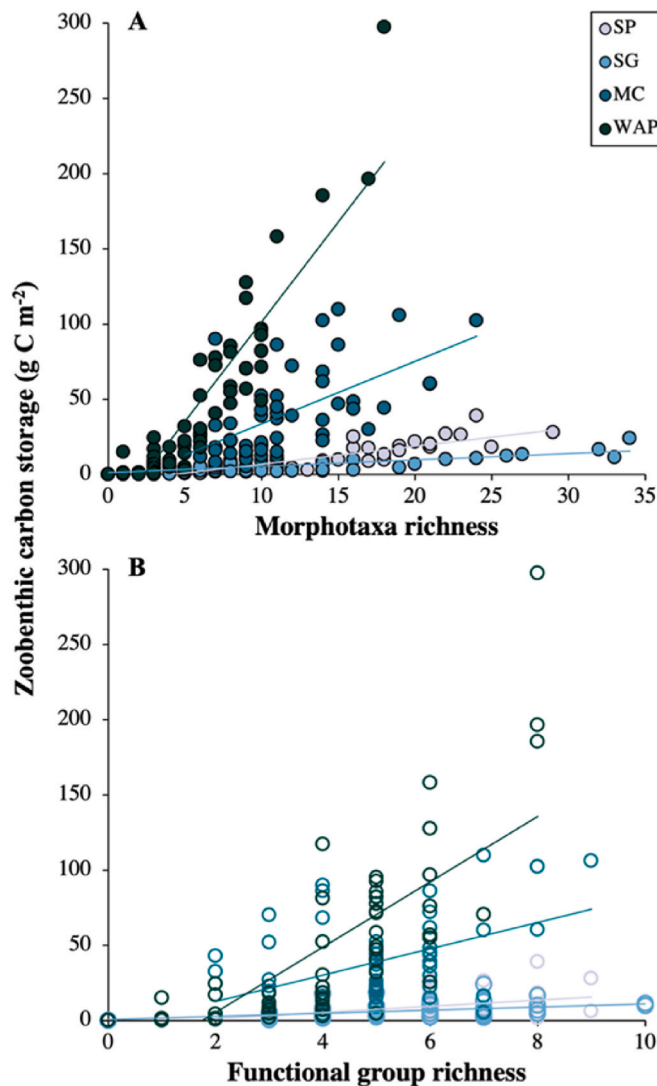 A
SP
SG
MC
WAP
300
250
200
150
100
50
0
0 5 10 15 20 25 30 35
Morphotaxa richness
Zoobenthic carbon storage (g C m⁻²)
B
300
250
200
150
100
50
0
0 2 4 6 8 10
Functional group richness